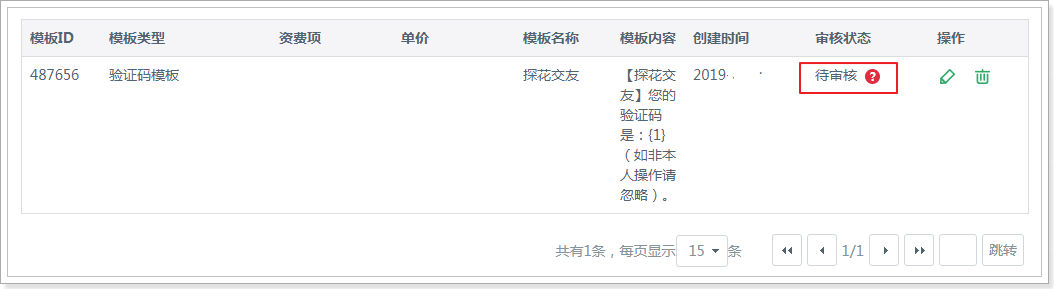 模板ID 模板类型 资费项 单价 模板名称 模板内容 创建时间 审核状态 操作
487656 验证码模板 探花交友 【探花交 2019- 待审核 ?
友】您的
验证码
是：{1}
（如非本
人操作请
忽略）。
共有1条，每页显示 15 条 1/1 跳转